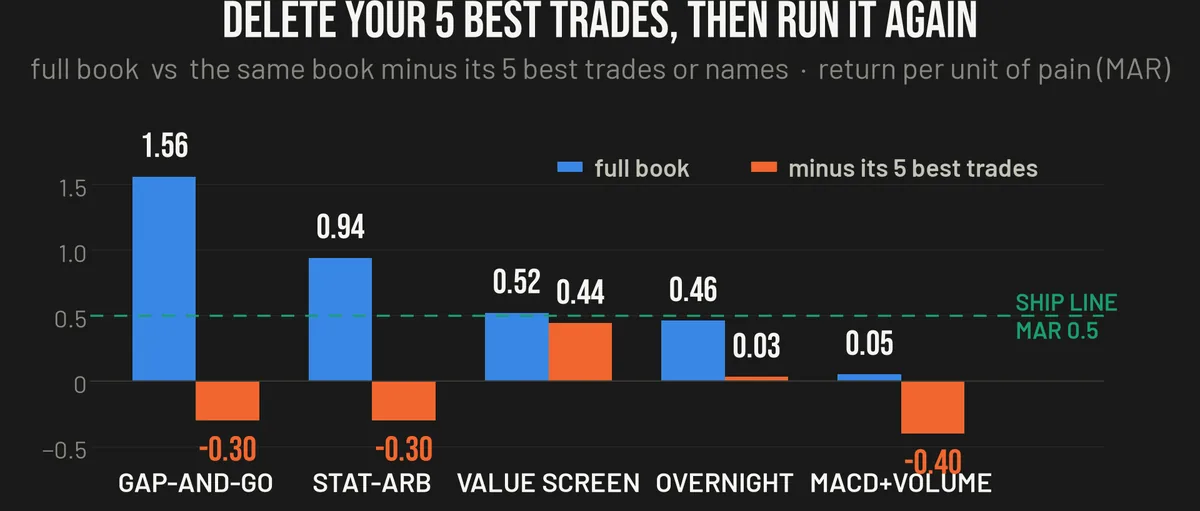 DELETE YOUR 5 BEST TRADES, THEN RUN IT AGAIN
full book vs the same book minus its 5 best trades or names · return per unit of pain (MAR)
1.56
full book
minus its 5 best trades
1.5
0.94
1.0
0.52
0.44
0.46
SHIP LINE
0.5
MAR 0.5
0.03
0.05
0
-0.30
-0.30
−0.5
-0.40
GAP-AND-GO
STAT-ARB
VALUE SCREEN
OVERNIGHT
MACD+VOLUME